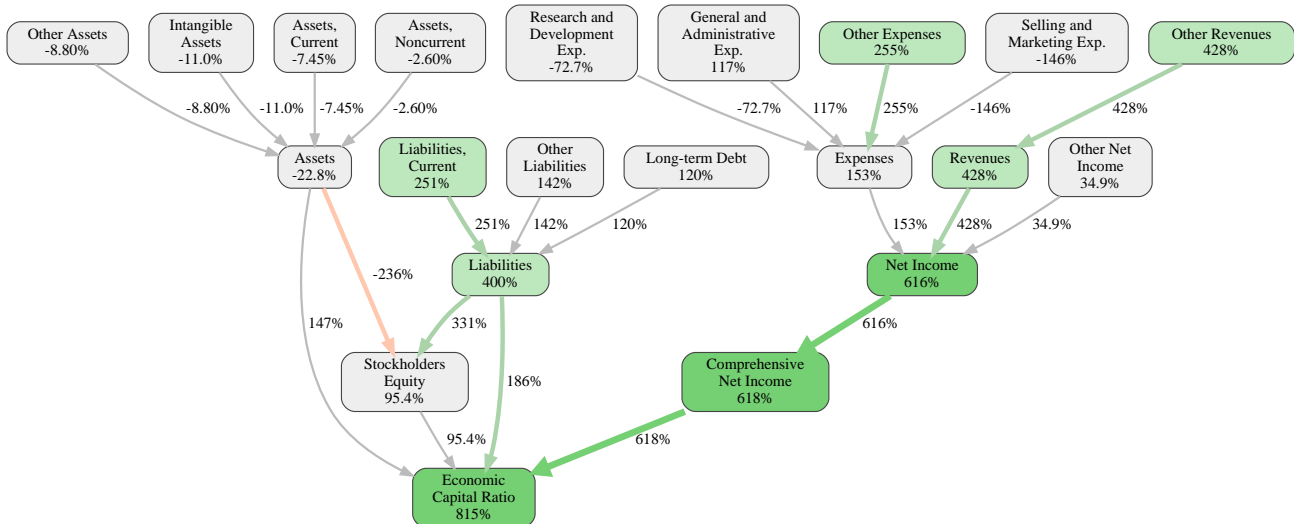 Other Assets
-8.80%
Intangible
Assets
-11.0%
Assets,
Current
-7.45%
Assets,
Noncurrent
-2.60%
Research and
Development
Exp.
-72.7%
General and
Administrative
Exp.
117%
Other Expenses
255%
Selling and
Marketing Exp.
-146%
Other Revenues
428%
-8.80%
-11.0%
-7.45%
-2.60%
-72.7%
117%
255%
-146%
428%
Assets
-22.8%
Liabilities,
Current
251%
Other
Liabilities
142%
Long-term Debt
120%
Expenses
153%
Revenues
428%
Other Net
Income
34.9%
251%
142%
120%
153%
428%
34.9%
-236%
Liabilities
400%
Net Income
616%
147%
331%
616%
186%
Stockholders
Equity
95.4%
Comprehensive
Net Income
618%
95.4%
618%
Economic
Capital Ratio
815%